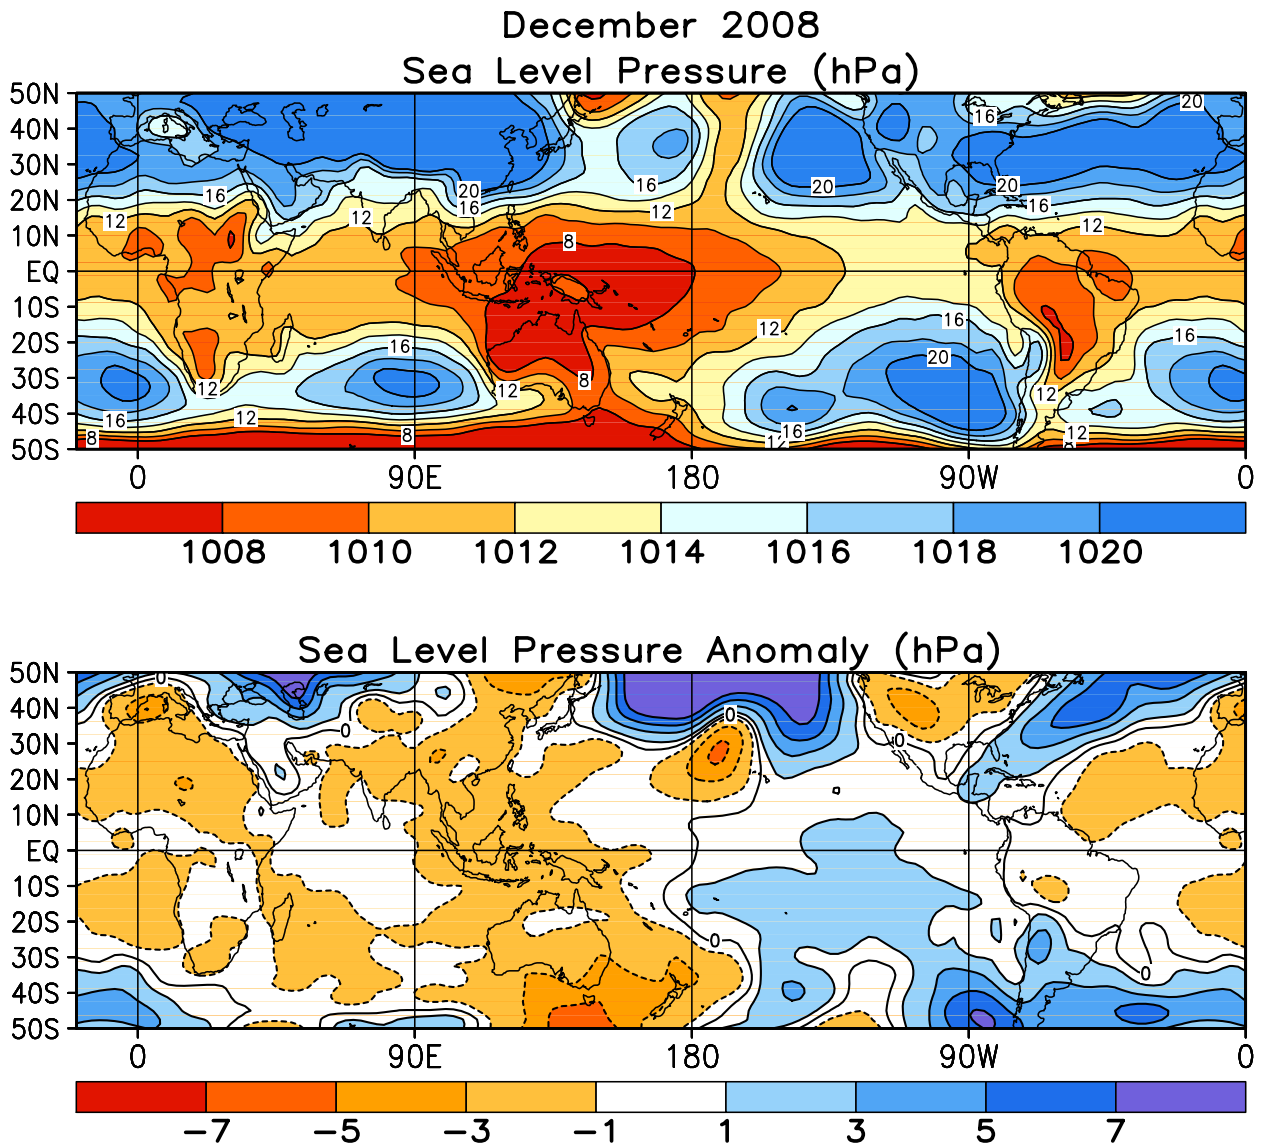 December 2008
Sea Level Pressure (hPa)
50N
40N
30N
20N
10N
EQ
10S
20S
30S
40S
50S
20
16
16
20
16
20
20
16
20
16
12
12
12
12
8
16
12
16
16
20
12
12
8
12
16
12
16
12
12
8
8
8
0 90E 180 90W 0
1008 1010 1012 1014 1016 1018 1020
Sea Level Pressure Anomaly (hPa)
50N
40N
30N
20N
10N
EQ
10S
20S
30S
40S
50S
0
0
0
0
0
0
0 90E 180 90W 0
−7 −5 −3 −1 1 3 5 7